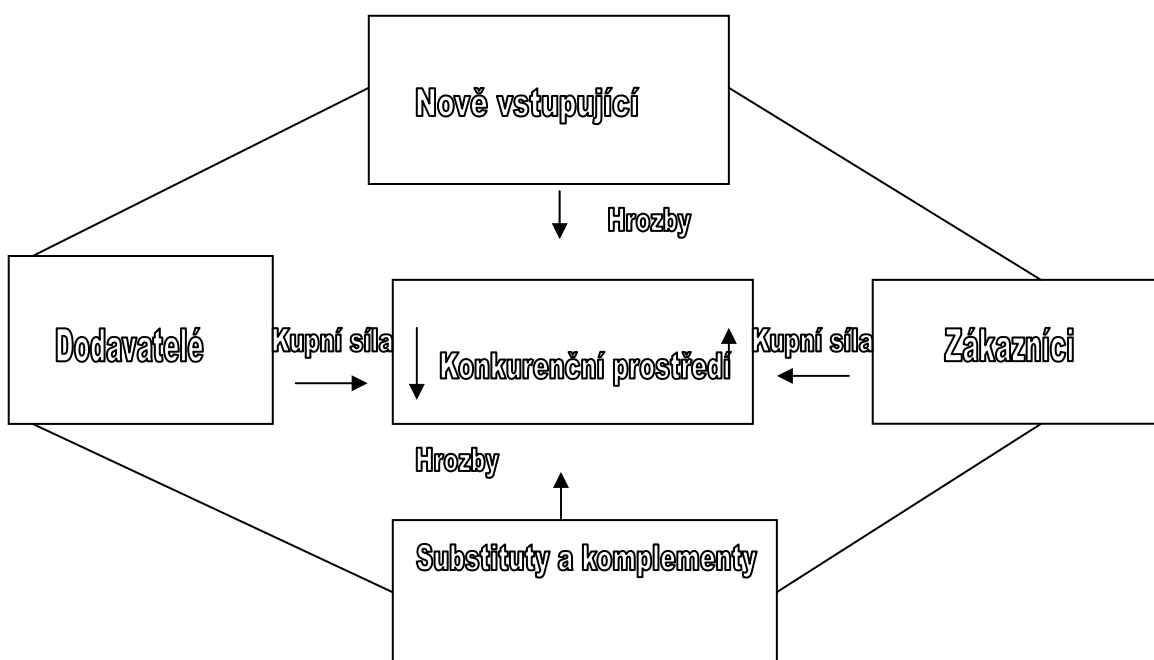 Nově vstupující
Hrozby
Dodavatelé
Kupní síla
Konkurenční prostředí
Kupní síla
Zákazníci
Hrozby
Substituty a komplementy